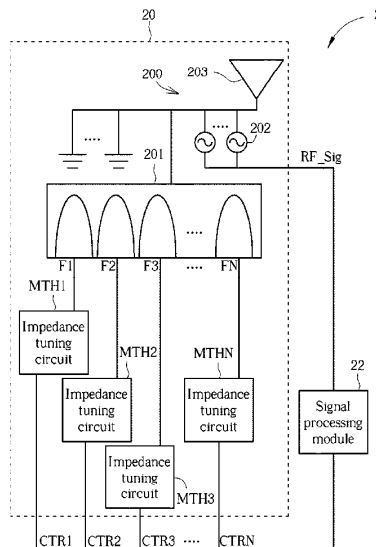 20
2
200
203
....
....
202
201
RF_Sig
F1 F2 F3 .... FN
....
MTH1
Impedance
tuning
circuit
MTH2
Impedance
tuning
circuit
MTHN
Impedance
tuning
circuit
22
Signal
processing
module
Impedance
tuning
circuit
MTH3
CTR1 CTR2 CTR3 .... CTRN